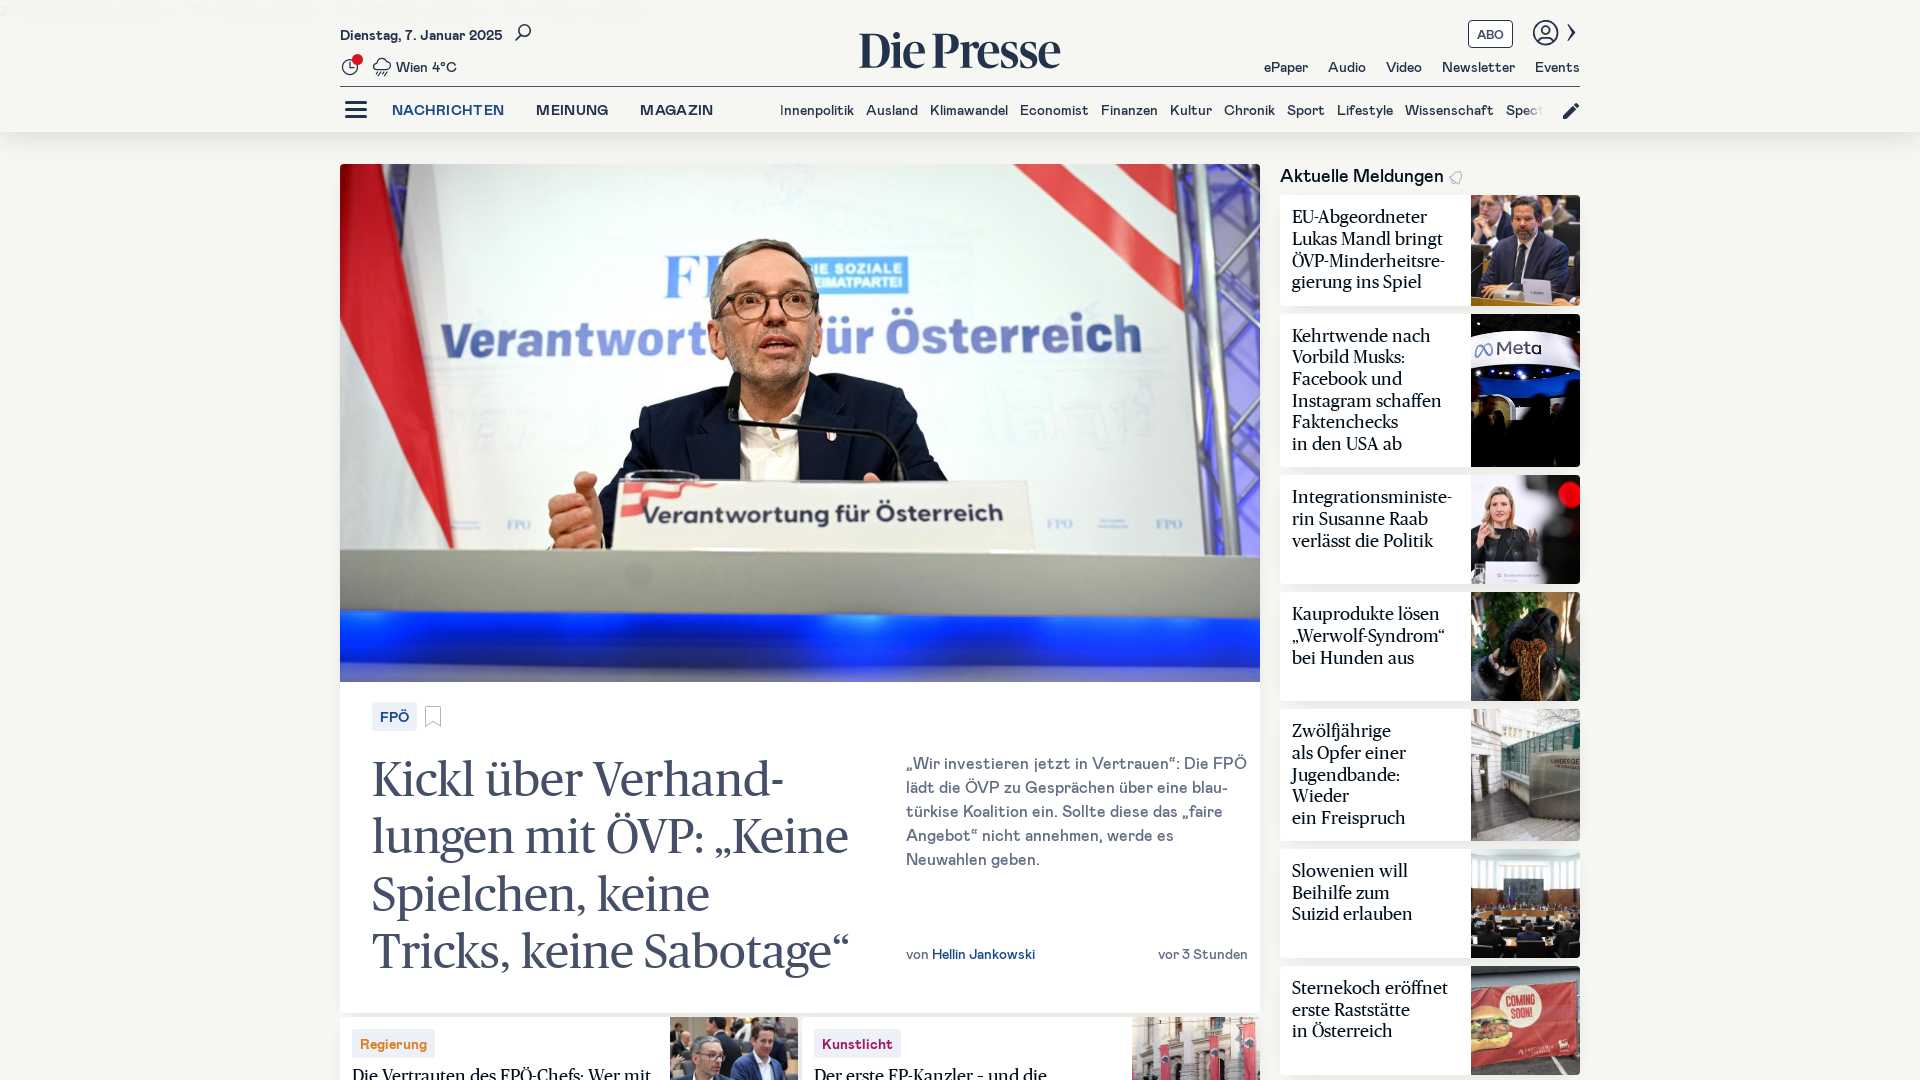 Dienstag, 7. Januar 2025
Wien 4°C
Die Presse
ABO
ePaper Audio Video Newsletter Events
NACHRICHTEN MEINUNG MAGAZIN
Innenpolitik Ausland Klimawandel Economist Finanzen Kultur Chronik Sport Lifestyle Wissenschaft
DIE SOZIALE
HEIMATPARTEI
für Österreich
Verantwortung für Österreich
FPÖ
FPÖ
FPÖ
FPÖ
Kickl über Verhand-
lungen mit ÖVP: „Keine
Spielchen, keine
Tricks, keine Sabotage“
„Wir investieren jetzt in Vertrauen“: Die FPÖ
lädt die ÖVP zu Gesprächen über eine blau-
türkise Koalition ein. Sollte diese das „faire
Angebot“ nicht annehmen, werde es
Neuwahlen geben.
von Hellin Jankowski
vor 3 Stunden
Regierung
Die Vertrauten des FPÖ-Chefs: Wer mit
Kunstlicht
Der erste FP-Kanzler – und die
Aktuelle Meldungen
EU-Abgeordneter
Lukas Mandl bringt
ÖVP-Minderheitsre-
gierung ins Spiel
Kehrtwende nach
Vorbild Musks:
Facebook und
Instagram schaffen
Faktenchecks
in den USA ab
Meta
Integrationsministe-
rin Susanne Raab
verlässt die Politik
Kauprodukte lösen
„Werwolf-Syndrom“
bei Hunden aus
Zwölfjährige
als Opfer einer
Jugendbande:
Wieder
ein Freispruch
Slowenien will
Beihilfe zum
Suizid erlauben
Sternekoch eröffnet
erste Raststätte
in Österreich
COMING
SOON!